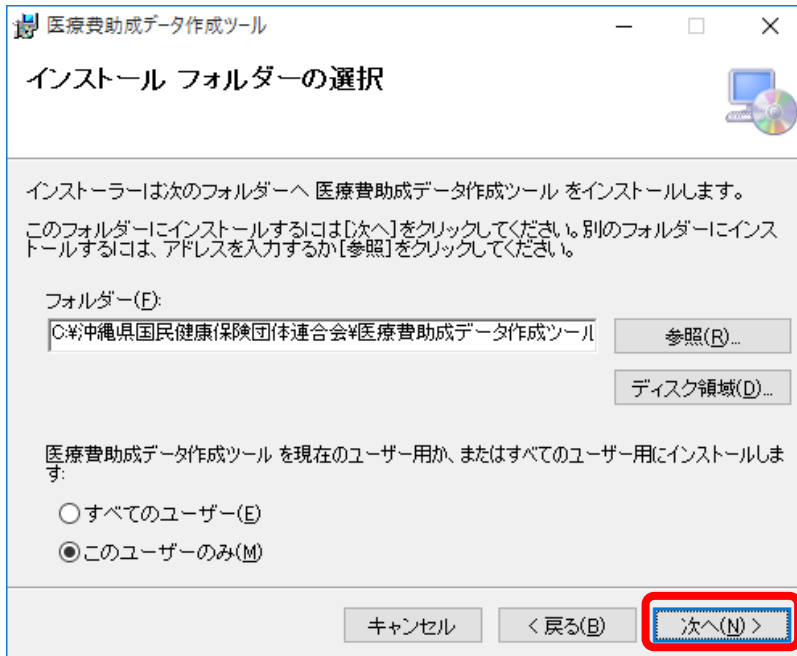 医療費助成データ作成ツール
インストール フォルダーの選択
インストーラーは次のフォルダーへ 医療費助成データ作成ツール をインストールします。
このフォルダーにインストールするには[次へ]をクリックしてください。別のフォルダーにインス
トールするには、アドレスを入力するか[参照]をクリックしてください。
フォルダー(F):
C:¥沖縄県国民健康保険団体連合会¥医療費助成データ作成ツール
参照(R)...
ディスク領域(D)...
医療費助成データ作成ツール を現在のユーザー用か、またはすべてのユーザー用にインストールしま
す:
すべてのユーザー(E)
このユーザーのみ(M)
キャンセル
< 戻る(B)
次へ(N) >